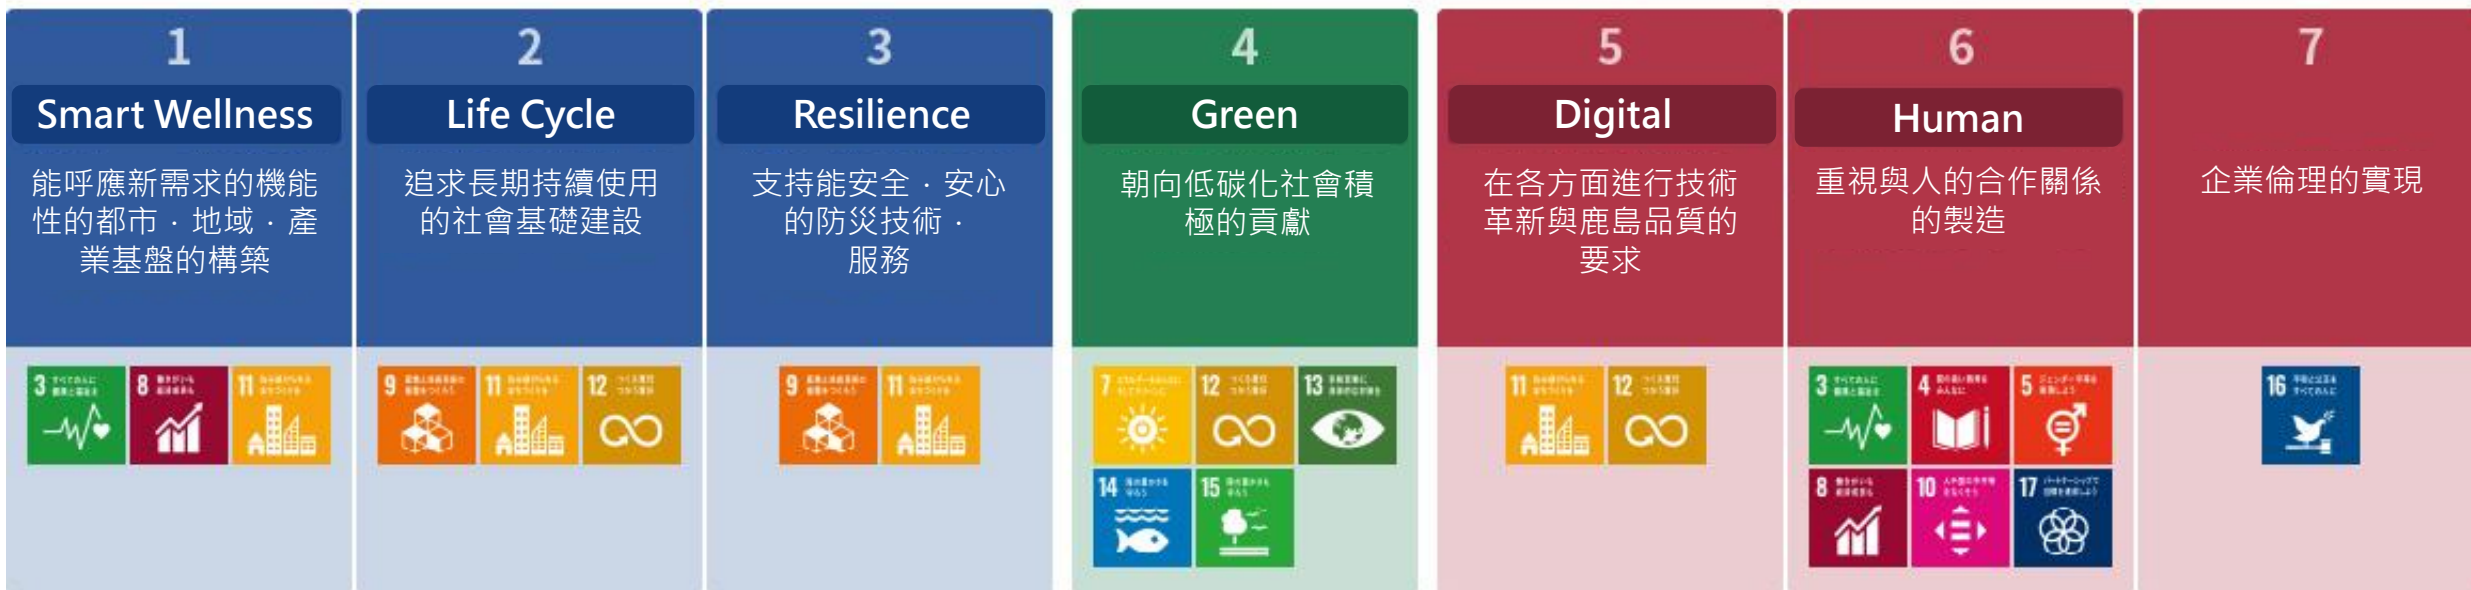 1
Smart Wellness
能呼應新需求的機能
性的都市．地域．產
業基盤的構築
3
8
11
2
Life Cycle
追求長期持續使用
的社會基礎建設
9
11
12
3
Resilience
支持能安全．安心
的防災技術．
服務
9
11
4
Green
朝向低碳化社會積
極的貢獻
7
12
13
14
15
5
Digital
在各方面進行技術
革新與鹿島品質的
要求
11
12
6
Human
重視與人的合作關係
的製造
3
4
5
8
10
17
7
企業倫理的實現
16